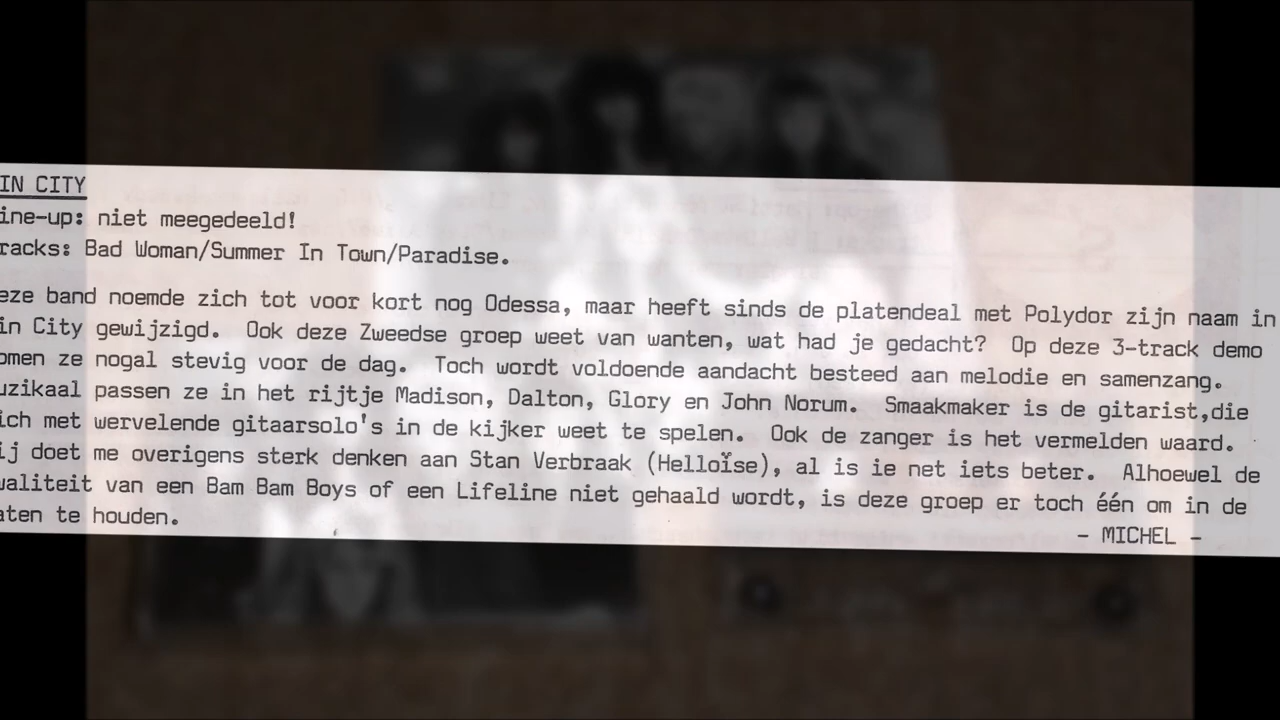 IN CITY
ine-up: niet meegedeeld!
racks: Bad Woman/Summer In Town/Paradise.
eze band noemde zich tot voor kort nog Odessa, maar heeft sinds de platendeal met Polydor zijn naam in
in City gewijzigd. Ook deze Zweedse groep weet van wanten, wat had je gedacht? Op deze 3-track demo
omen ze nogal stevig voor de dag. Toch wordt voldoende aandacht besteed aan melodie en samenzang.
uzikaal passen ze in het rijtje Madison, Dalton, Glory en John Norum. Smaakmaker is de gitarist,die
ich met wervelende gitaarsolo's in de kijker weet te spelen. Ook de zanger is het vermelden waard.
ij doet me overigens sterk denken aan Stan Verbraak (Helloïse), al is ie net iets beter. Alhoewel de
waliteit van een Bam Bam Boys of een Lifeline niet gehaald wordt, is deze groep er toch één om in de
aten te houden.
- MICHEL -